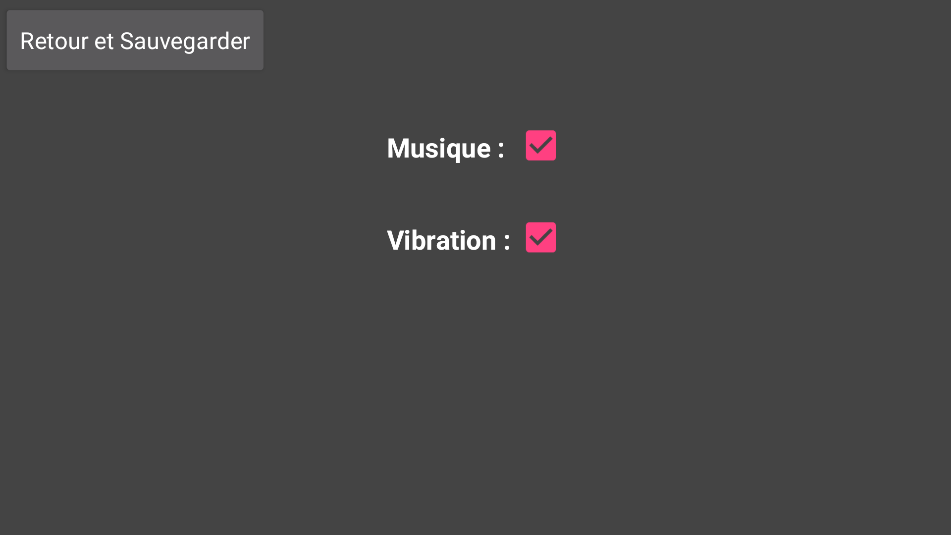 Retour et Sauvegarder
Musique :
Vibration :